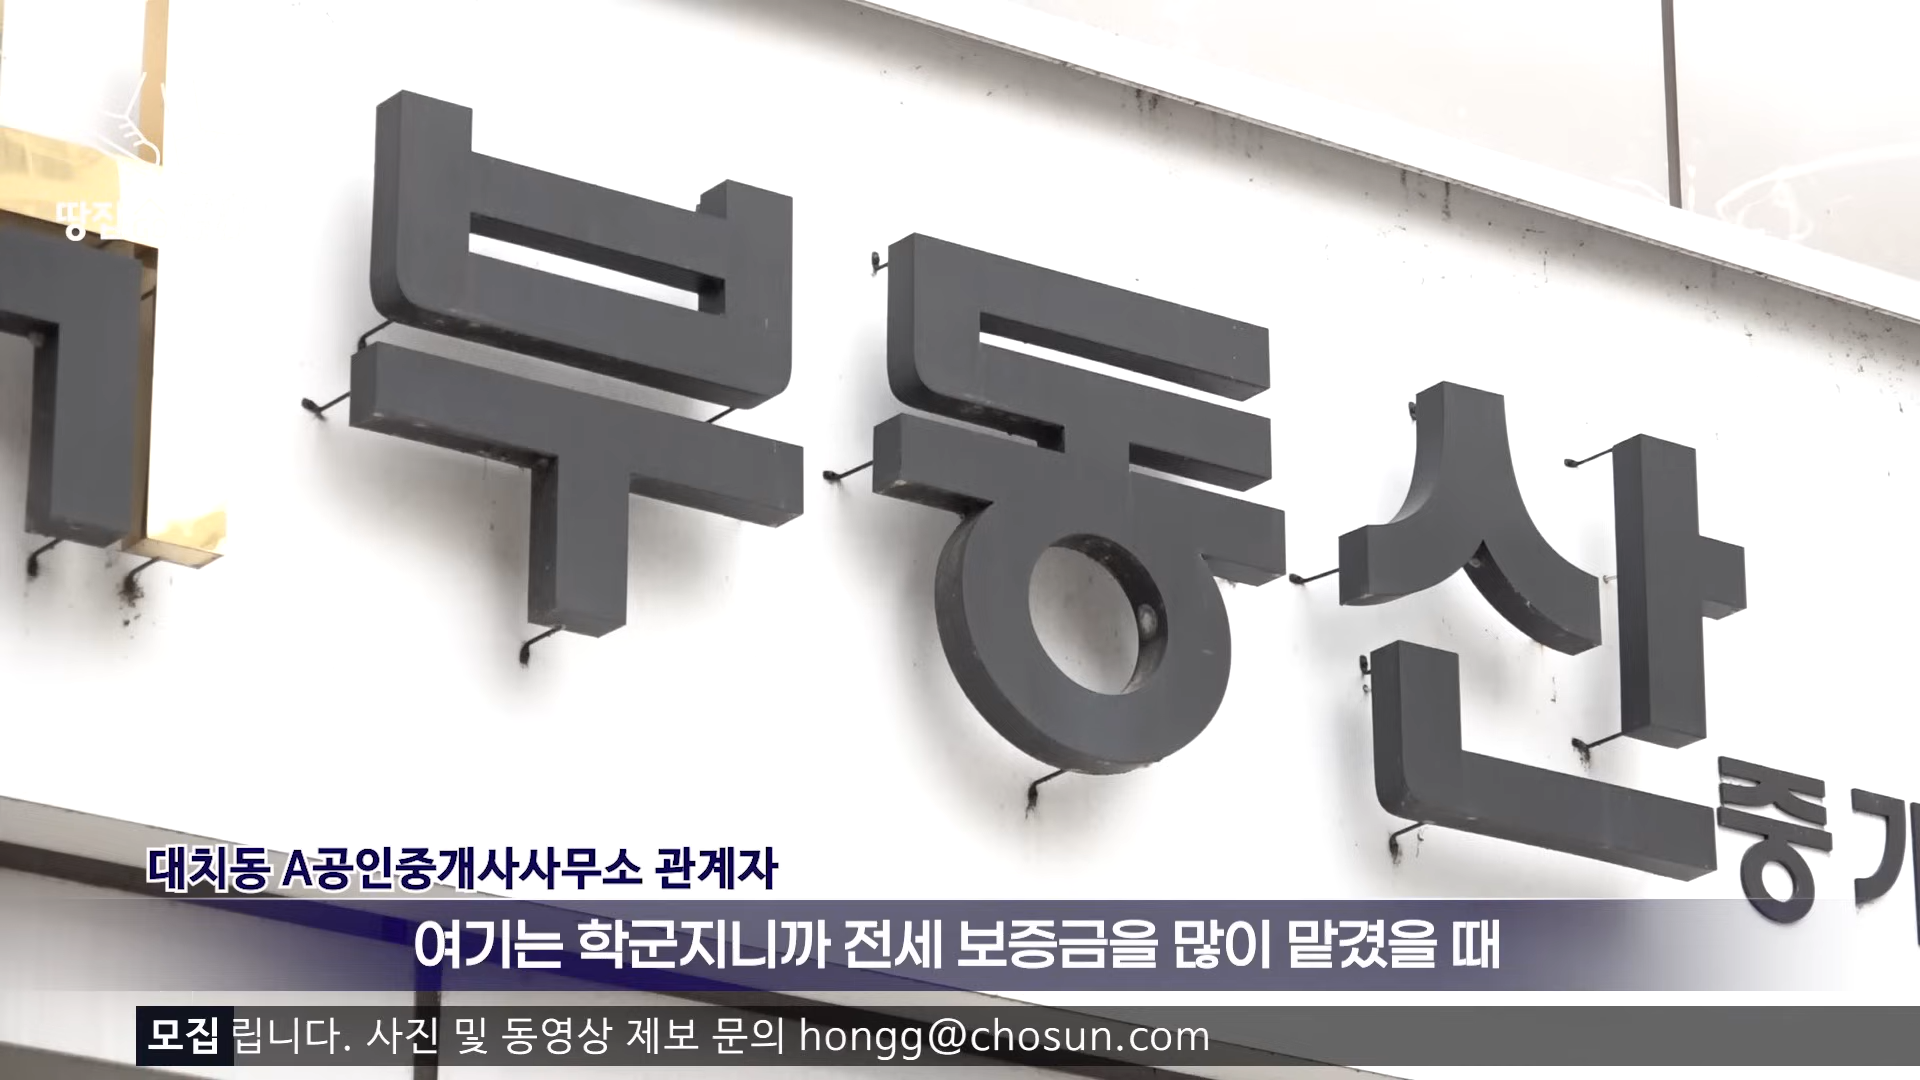 땅집
부동산
중개
대치동 A공인중개사사무소 관계자
여기는 학군지니까 전세 보증금을 많이 맡겼을 때
모집 립니다. 사진 및 동영상 제보 문의 hongg@chosun.com